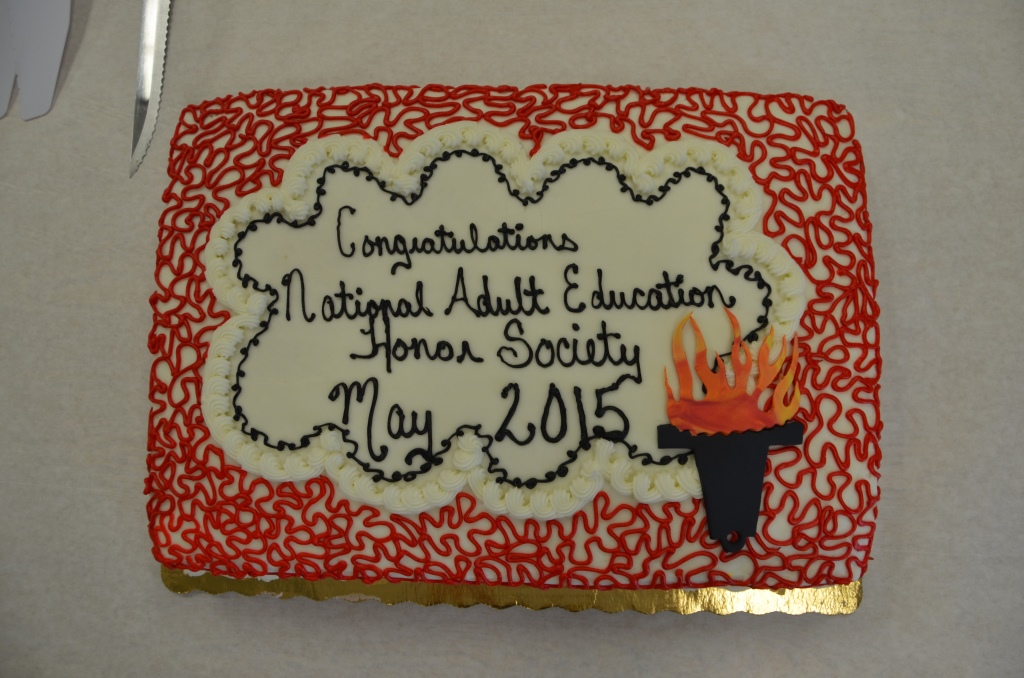 Congratulations
National Adult Education
Honor Society
May 2015